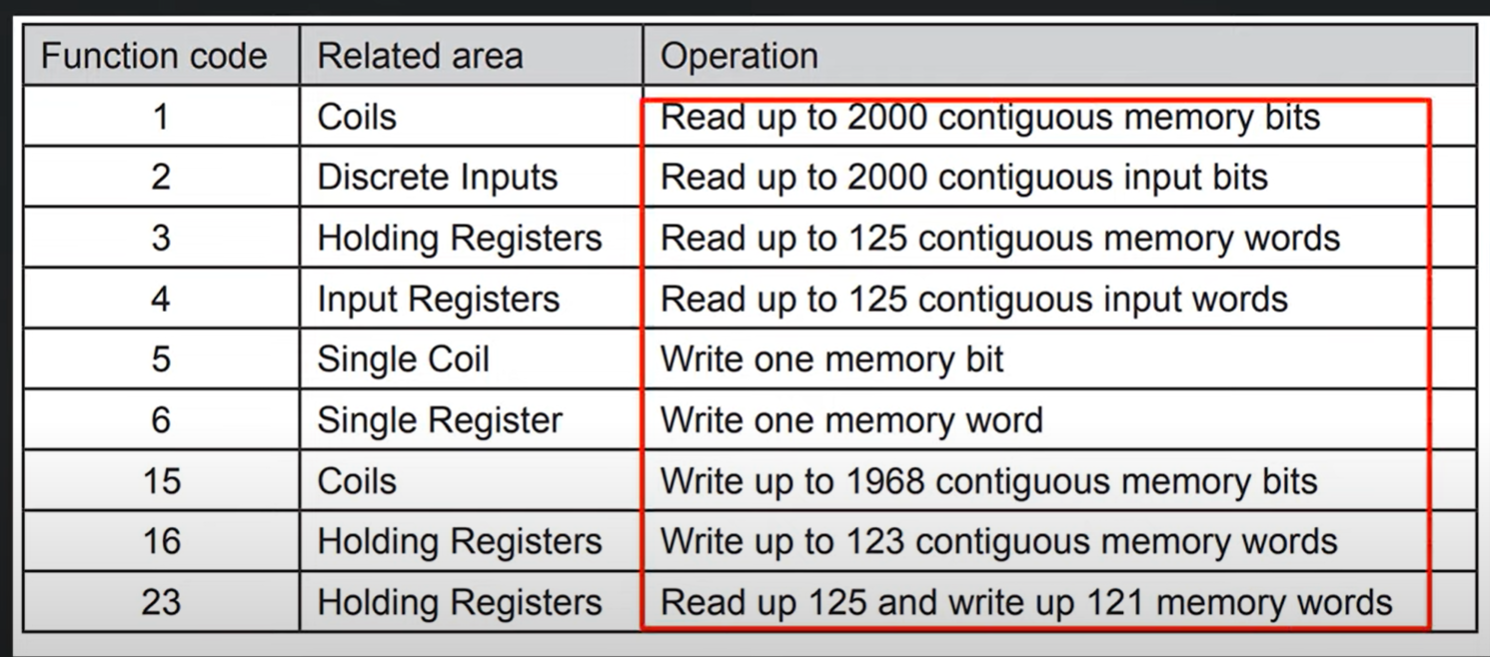 Function code Related area Operation
1 Coils Read up to 2000 contiguous memory bits
2 Discrete Inputs Read up to 2000 contiguous input bits
3 Holding Registers Read up to 125 contiguous memory words
4 Input Registers Read up to 125 contiguous input words
5 Single Coil Write one memory bit
6 Single Register Write one memory word
15 Coils Write up to 1968 contiguous memory bits
16 Holding Registers Write up to 123 contiguous memory words
23 Holding Registers Read up 125 and write up 121 memory words